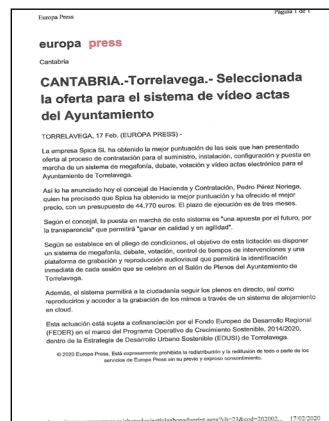 Europa Press
Página 1 de 1
europa press
Cantabria
CANTABRIA.-Torrelavega.- Seleccionada
la oferta para el sistema de vídeo actas
del Ayuntamiento
TORRELAVEGA, 17 Feb. (EUROPA PRESS) -
La empresa Spica SL ha obtenido la mejor puntuación de las seis que han presentado
oferta al proceso de contratación para el suministro, instalación, configuración y puesta en
marcha de un sistema de megafonía, debate, votación y vídeo actas electrónico para el
Ayuntamiento de Torrelavega.
Así lo ha anunciado hoy el concejal de Hacienda y Contratación, Pedro Pérez Noriega,
quien ha precisado que Spica ha obtenido la mejor puntuación y ha ofrecido el mejor
precio, con un presupuesto de 44.770 euros. El plazo de ejecución es de tres meses.
Según el concejal, la puesta en marcha de este sistema es "una apuesta por el futuro, por
la transparencia" que permitirá "ganar en calidad y en agilidad".
Según se establece en el pliego de condiciones, el objetivo de esta licitación es disponer
un sistema de megafonía, debate, votación, control de tiempos de intervenciones y una
plataforma de grabación y reproducción audiovisual que permitirá la identificación
inmediata de cada sesión que se celebre en el Salón de Plenos del Ayuntamiento de
Torrelavega.
Además, el sistema permitirá a la ciudadanía seguir los plenos en directo, así como
reproducirlos y acceder a la grabación de los mimos a través de un sistema de alojamiento
en cloud.
Esta actuación está sujeta a cofinanciación por el Fondo Europeo de Desarrollo Regional
(FEDER) en el marco del Programa Operativo de Crecimiento Sostenible, 2014/2020,
dentro de la Estrategia de Desarrollo Urbano Sostenible (EDUSI) de Torrelavega.
© 2020 Europa Press. Está expresamente prohibida la redistribución y la redifusión de todo o parte de los
servicios de Europa Press sin su previo y expreso consentimiento.
17/02/2020